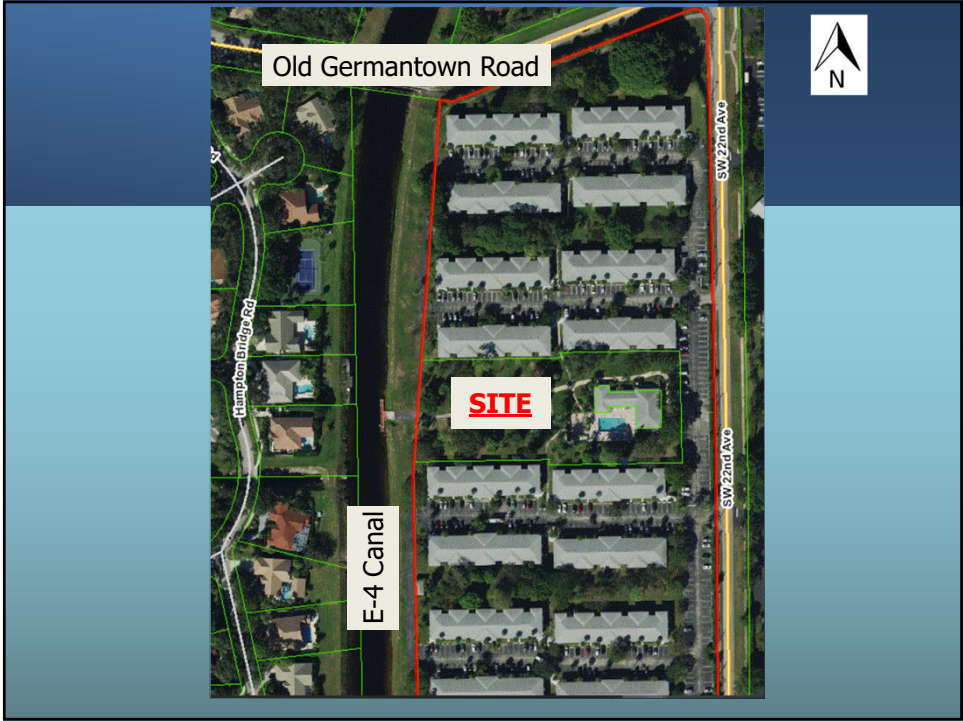 Old Germantown Road
N
SW 22nd Ave
Hampton Bridge Rd
SITE
SW 22nd Ave
E-4 Canal